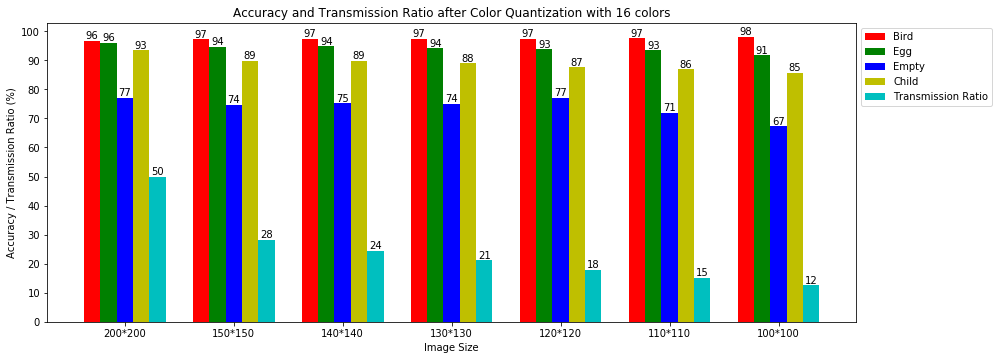 Accuracy and Transmission Ratio after Color Quantization with 16 colors
Accuracy / Transmission Ratio (%)
100
90
80
70
60
50
40
30
20
10
0
96 96 77 93 50
97 94 74 89 28
97 94 75 89 24
97 94 74 88 21
97 93 77 87 18
97 93 71 86 15
98 91 67 85 12
200*200 150*150 140*140 130*130 120*120 110*110 100*100
Image Size
Bird
Egg
Empty
Child
Transmission Ratio